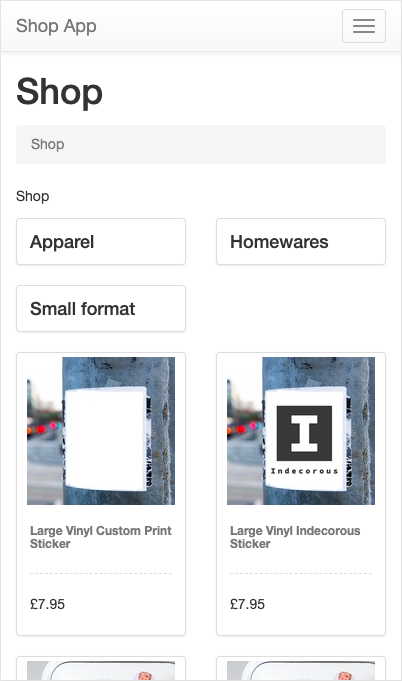 Shop App
Shop
Shop
Shop
Apparel
Homewares
Small format
I
Indecorous
Large Vinyl Custom Print
Sticker
Large Vinyl Indecorous
Sticker
£7.95
£7.95